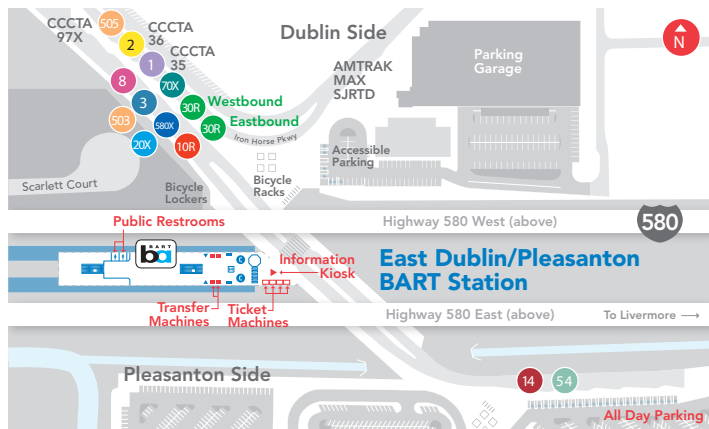 CCCTA
97X
505
CCCTA
36
2
CCCTA
35
1
8
70X
3
30R
Westbound
503
580X
30R
Eastbound
20X
10R
Dublin Side
AMTRAK
MAX
SJRTD
Parking
Garage
N
Iron Horse Pkwy
Accessible
Parking
Scarlett Court
Bicycle
Lockers
Bicycle
Racks
Highway 580 West (above)
580
Public Restrooms
BART
ba
Information
Kiosk
East Dublin/Pleasanton
BART Station
Transfer
Machines
Ticket
Machines
Highway 580 East (above)
To Livermore
Pleasanton Side
14
54
All Day Parking